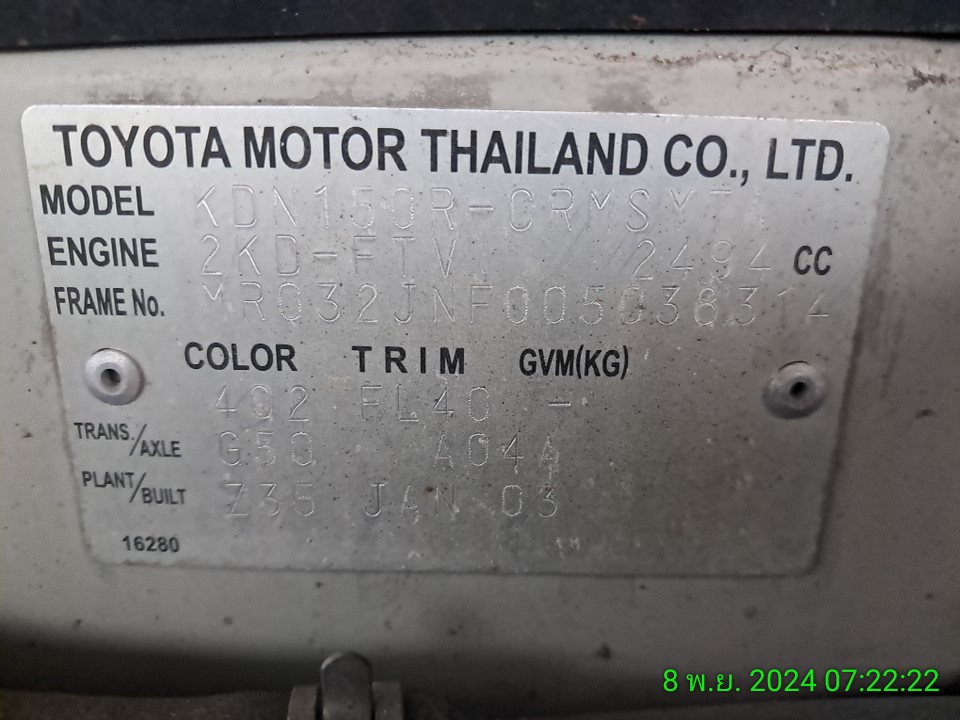 TOYOTA MOTOR THAILAND CO., LTD.
MODEL KDN150R-CRMSYT
ENGINE 2KD-FTV 2494 CC
FRAME No. MR032JNF005038314
COLOR TRIM GVM(KG)
4Q2 FL40 -
TRANS./AXLE G50 A04A
PLANT/BUILT Z35 JAN 03
16280
8 พ.ย. 2024 07:22:22